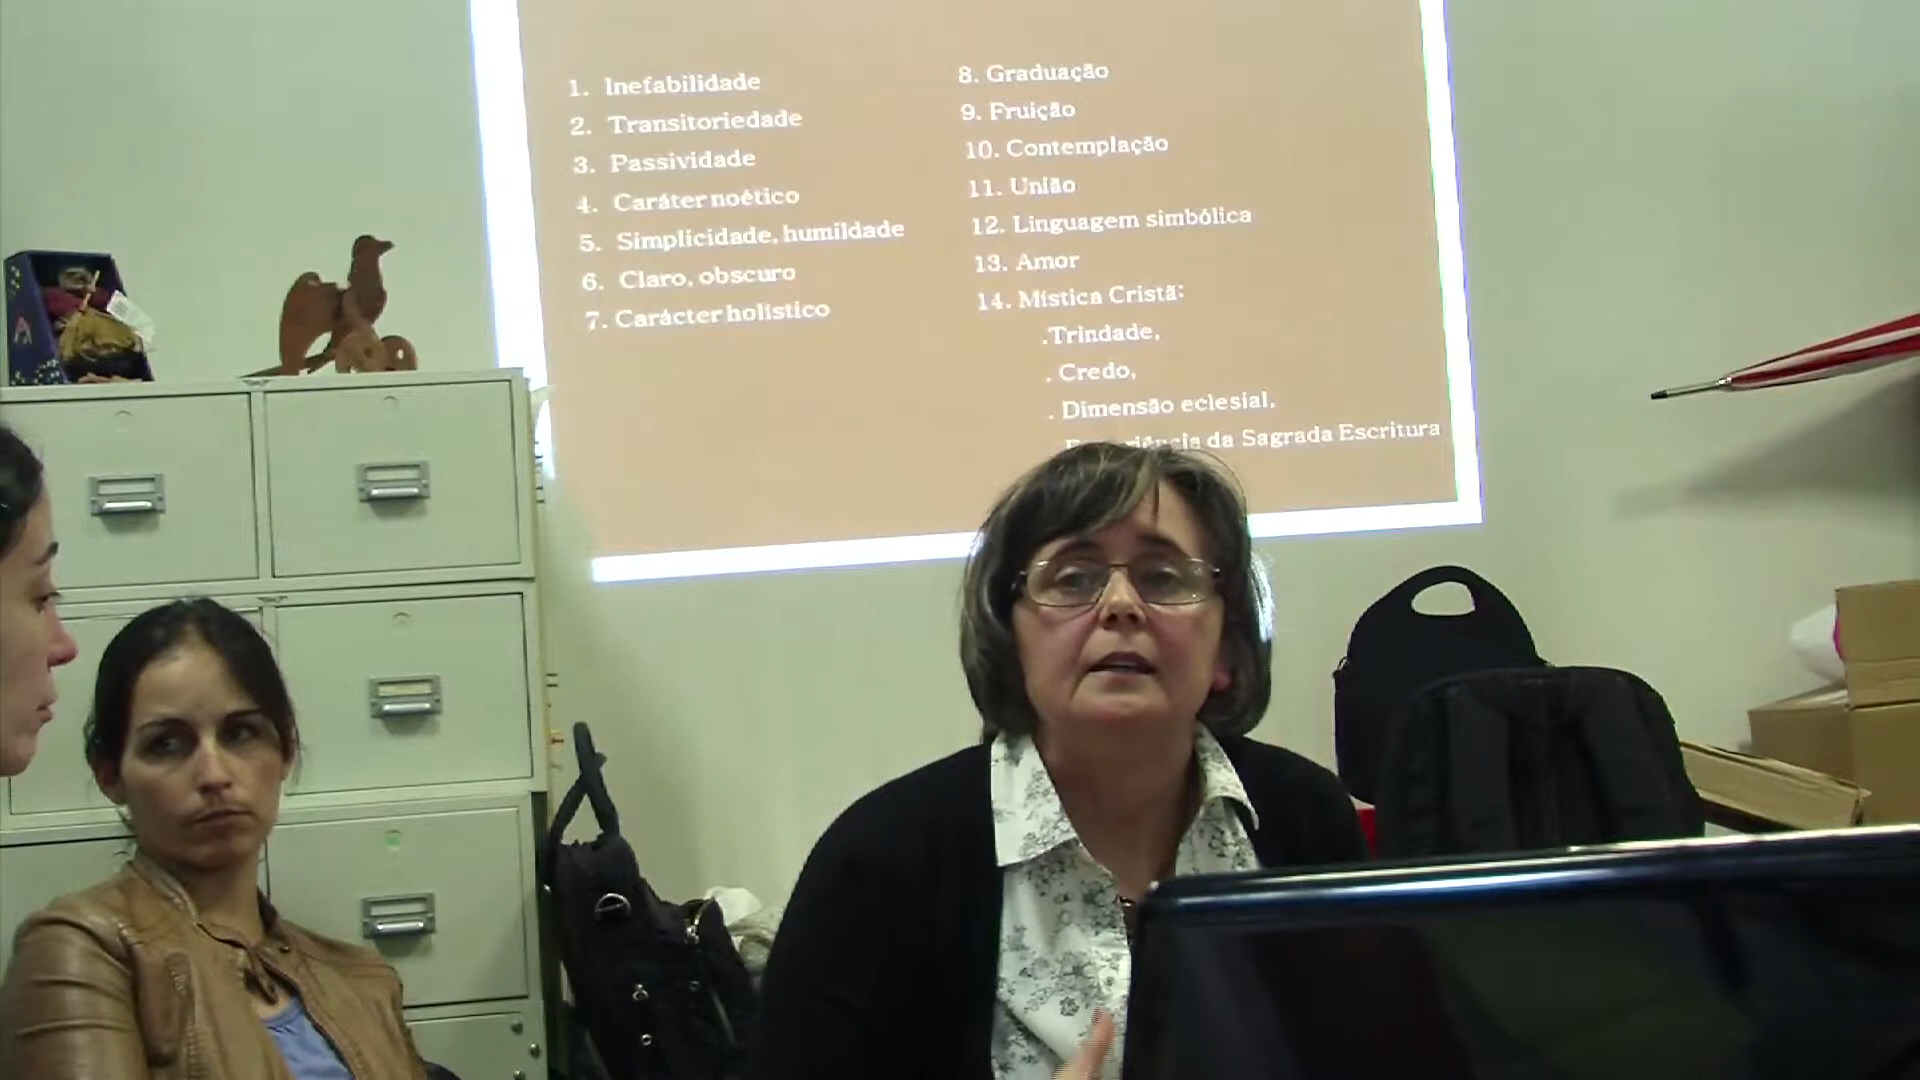 1. Inefabilidade
2. Transitoriedade
3. Passividade
4. Caráter noético
5. Simplicidade, humildade
6. Claro, obscuro
7. Carácter holístico
8. Graduação
9. Fruição
10. Contemplação
11. União
12. Linguagem simbólica
13. Amor
14. Mística Cristã:
.Trindade,
. Credo,
. Dimensão eclesial,
da Sagrada Escritura